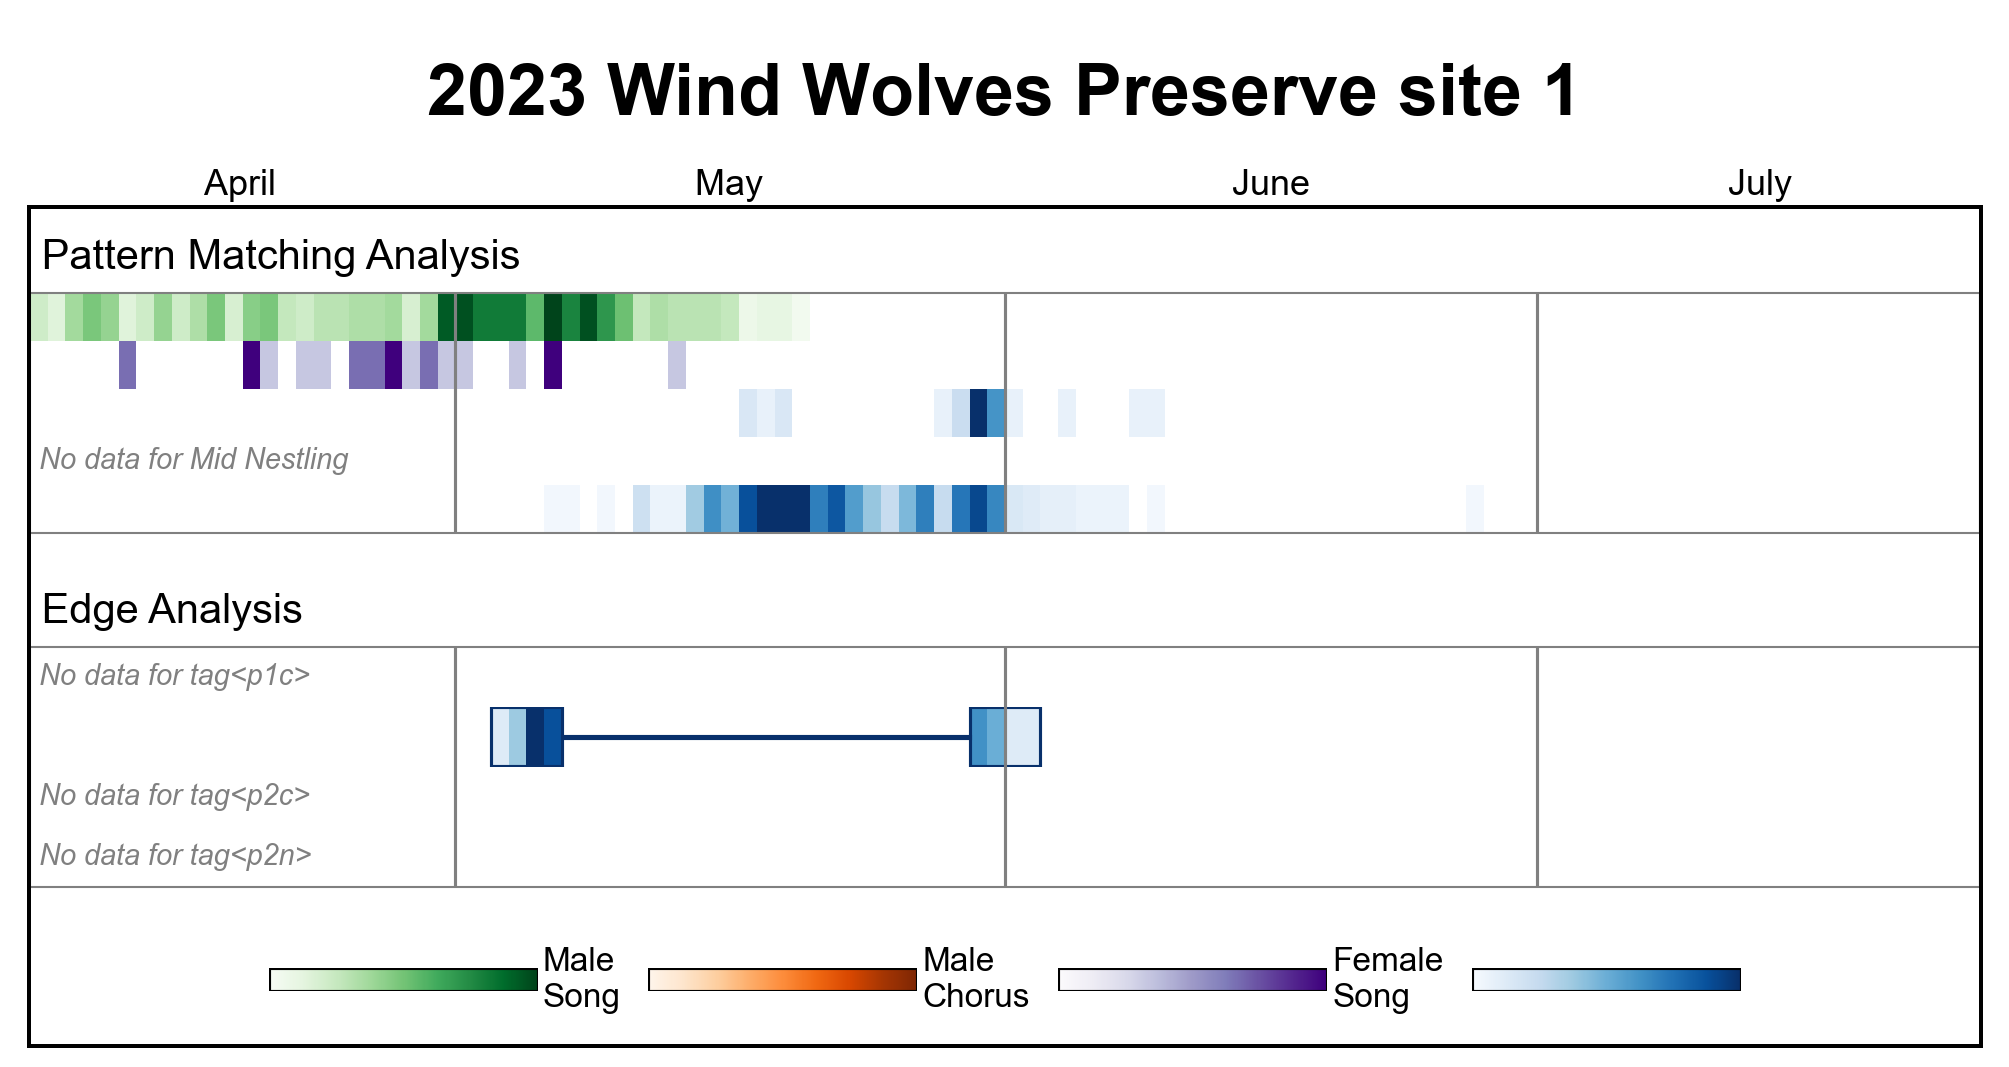 2023 Wind Wolves Preserve site 1
April May June July
Pattern Matching Analysis
No data for Mid Nestling
Edge Analysis
No data for tag<p1c>
No data for tag<p2c>
No data for tag<p2n>
Male
Song
Male
Chorus
Female
Song